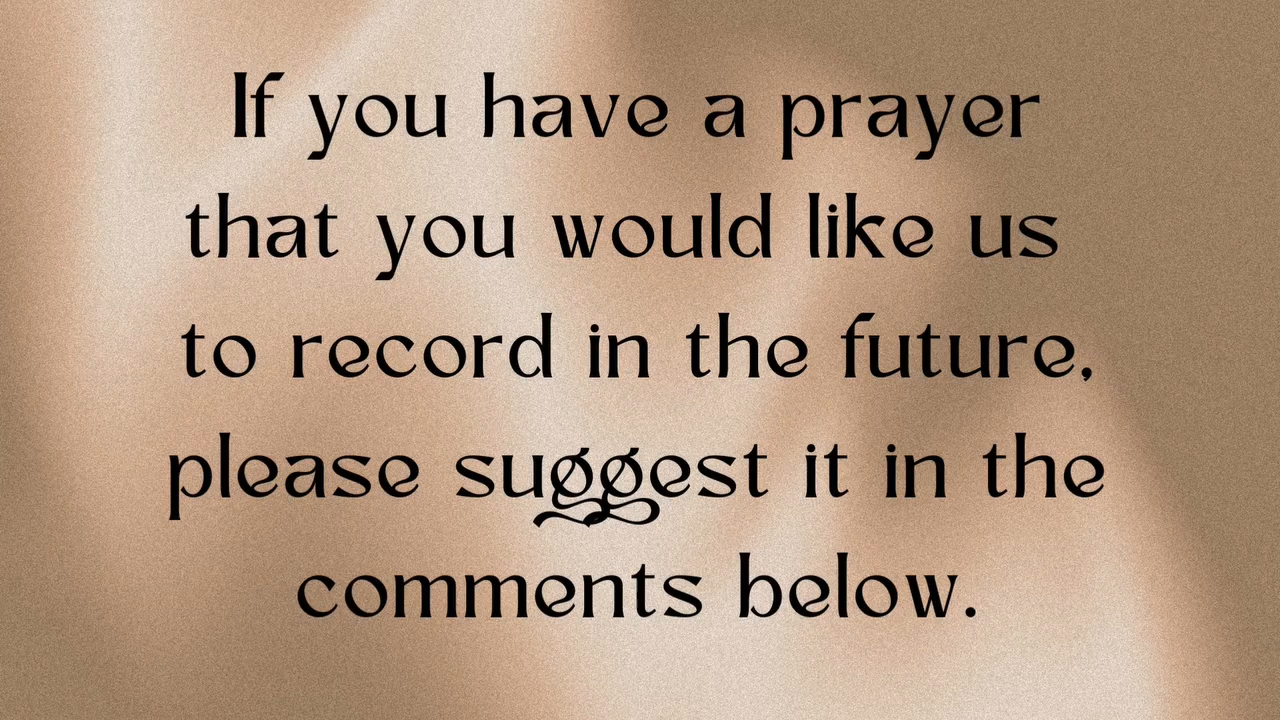 If you have a prayer
that you would like us
to record in the future,
please suggest it in the
comments below.